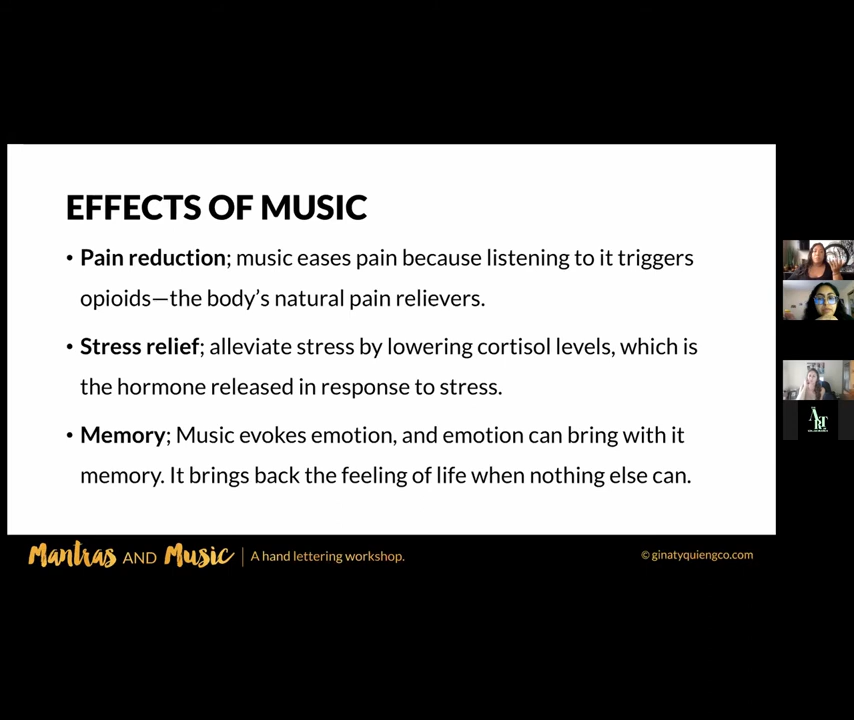 EFFECTS OF MUSIC
• Pain reduction; music eases pain because listening to it triggers
opioids—the body's natural pain relievers.
• Stress relief; alleviate stress by lowering cortisol levels, which is
the hormone released in response to stress.
• Memory; Music evokes emotion, and emotion can bring with it
memory. It brings back the feeling of life when nothing else can.
Mantras AND Music | A hand lettering workshop.
© ginatyquiengco.com
ART